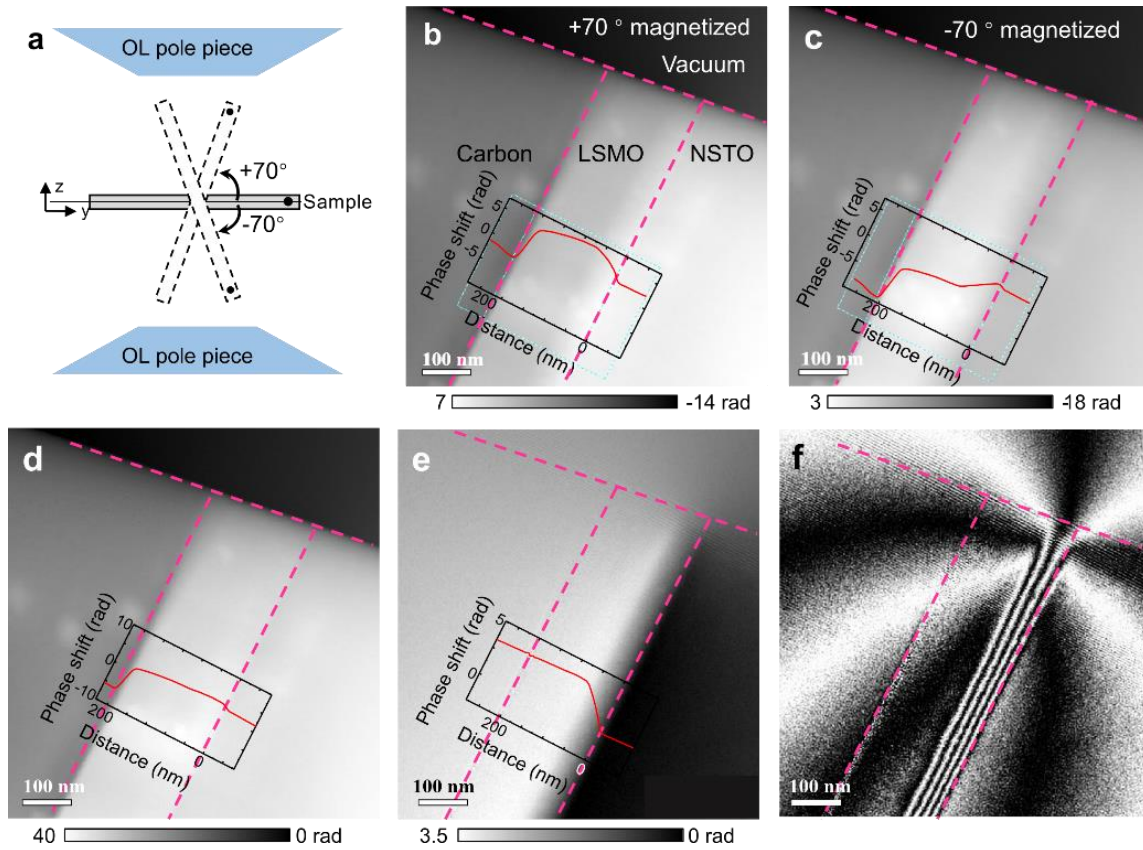 a
OL pole piece
+70°
Sample
-70°
z
y
OL pole piece
b
+70 ° magnetized
Vacuum
Carbon
LSMO
NSTO
Phase shift (rad)
5
0
-5
200
0
Distance (nm)
100 nm
7
-14 rad
c
-70 ° magnetized
Phase shift (rad)
5
0
-5
200
0
Distance (nm)
100 nm
3
-18 rad
d
Phase shift (rad)
10
0
-10
200
0
Distance (nm)
100 nm
40
0 rad
e
Phase shift (rad)
5
0
200
0
Distance (nm)
100 nm
3.5
0 rad
f
100 nm